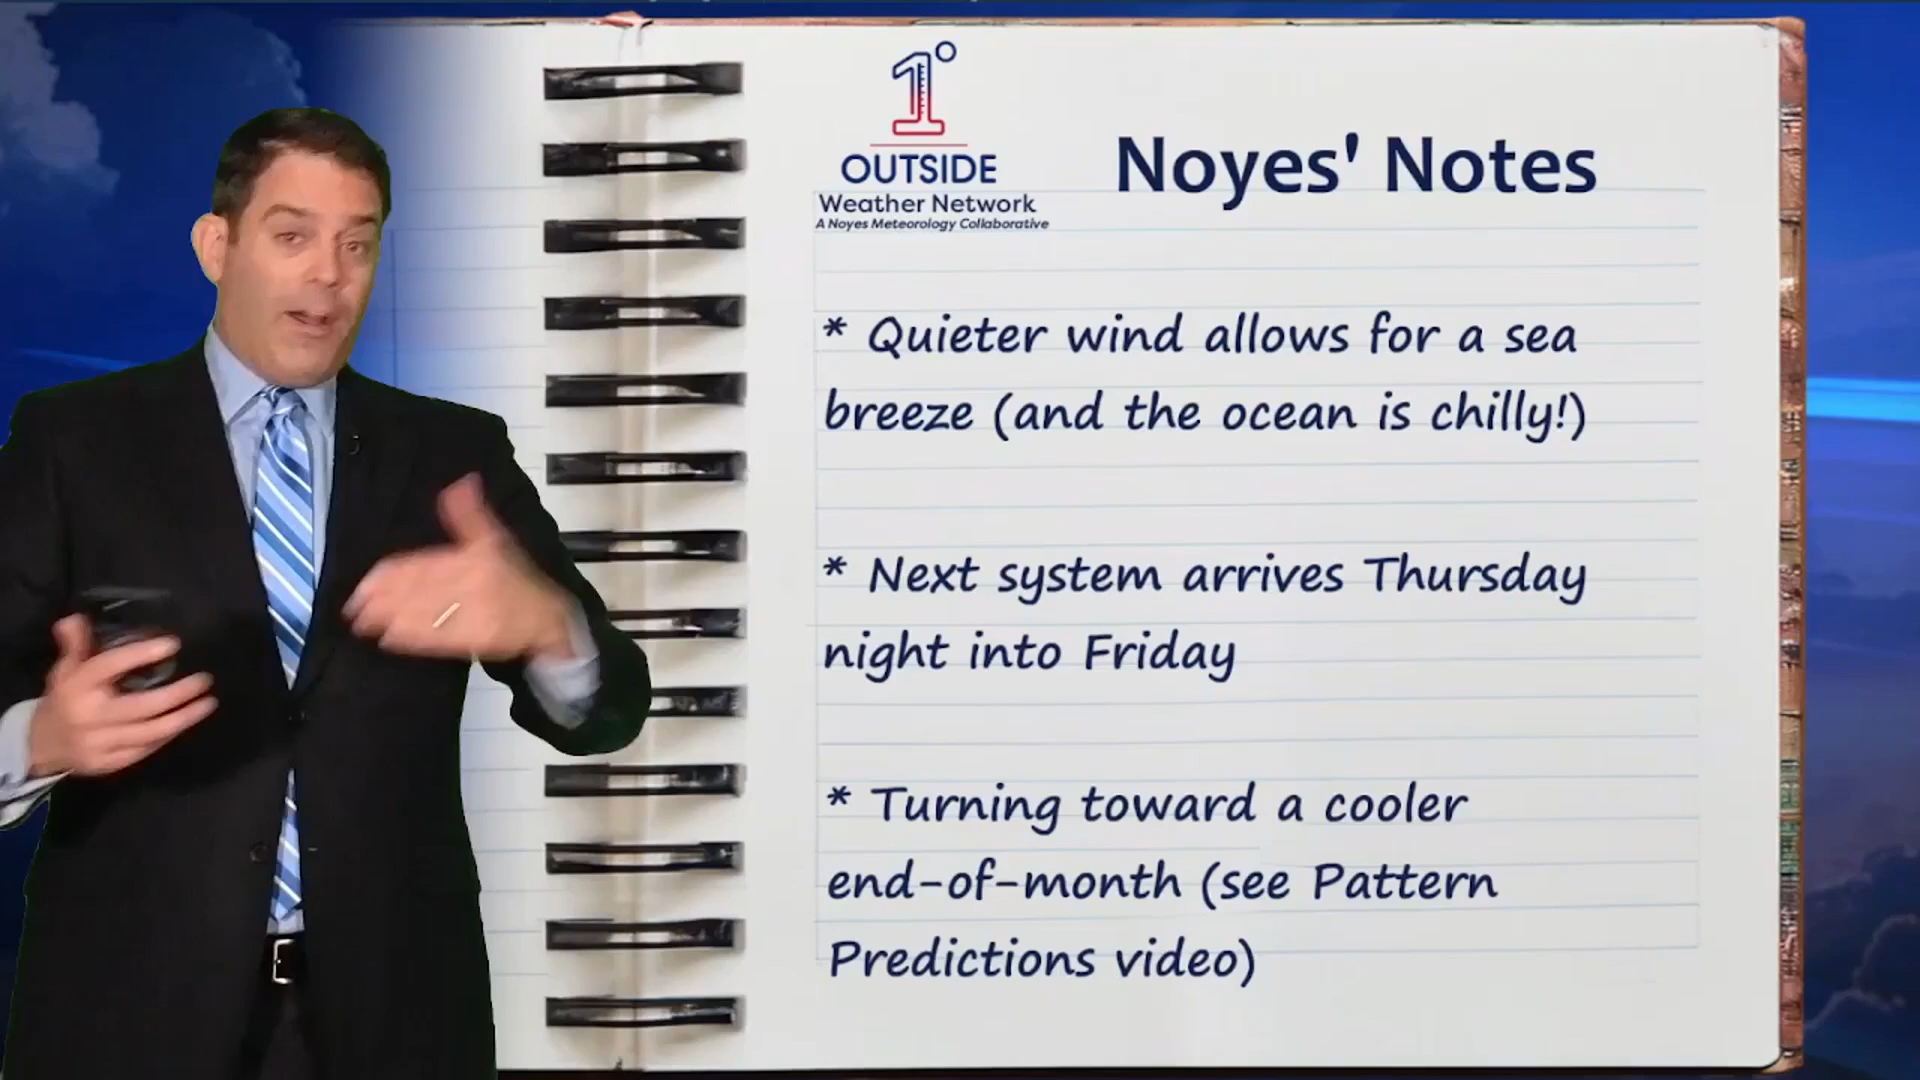 1°
OUTSIDE
Weather Network
A Noyes Meteorology Collaborative
Noyes' Notes
* Quieter wind allows for a sea
breeze (and the ocean is chilly!)
* Next system arrives Thursday
night into Friday
* Turning toward a cooler
end-of-month (see Pattern
Predictions video)